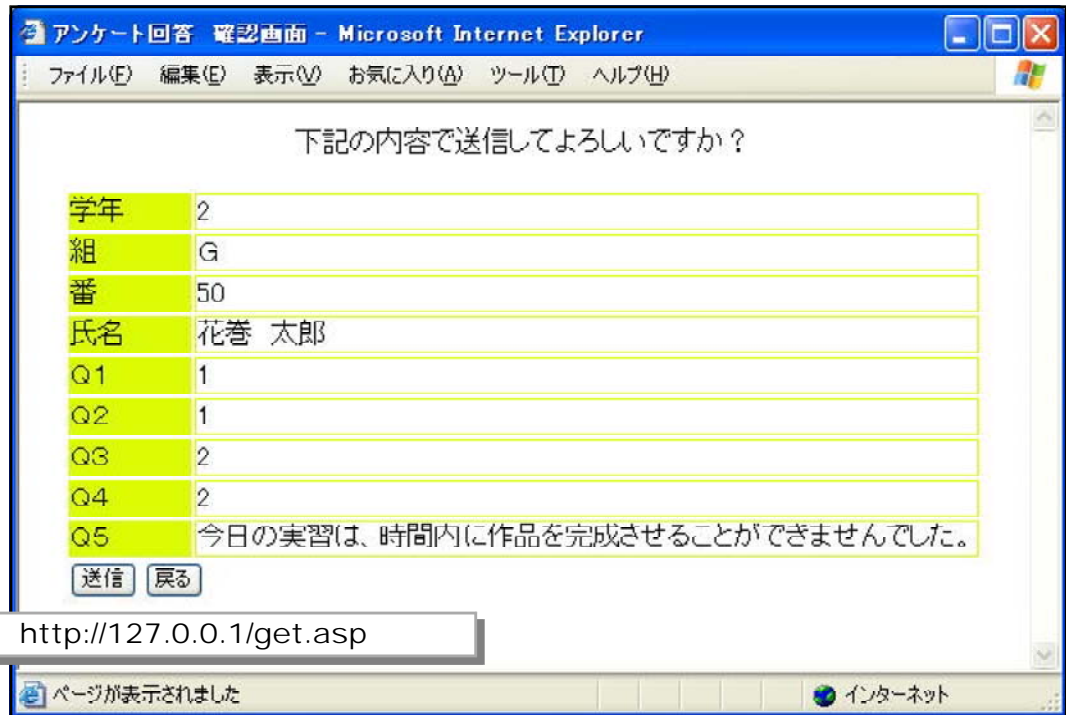 アンケート回答　確認画面 - Microsoft Internet Explorer
ファイル(F) 編集(E) 表示(V) お気に入り(A) ツール(T) ヘルプ(H)
下記の内容で送信してよろしいですか？
学年 2
組 G
番 50
氏名 花巻　太郎
Q1 1
Q2 1
Q3 2
Q4 2
Q5 今日の実習は、時間内に作品を完成させることができませんでした。
送信 戻る
http://127.0.0.1/get.asp
ページが表示されました インターネット